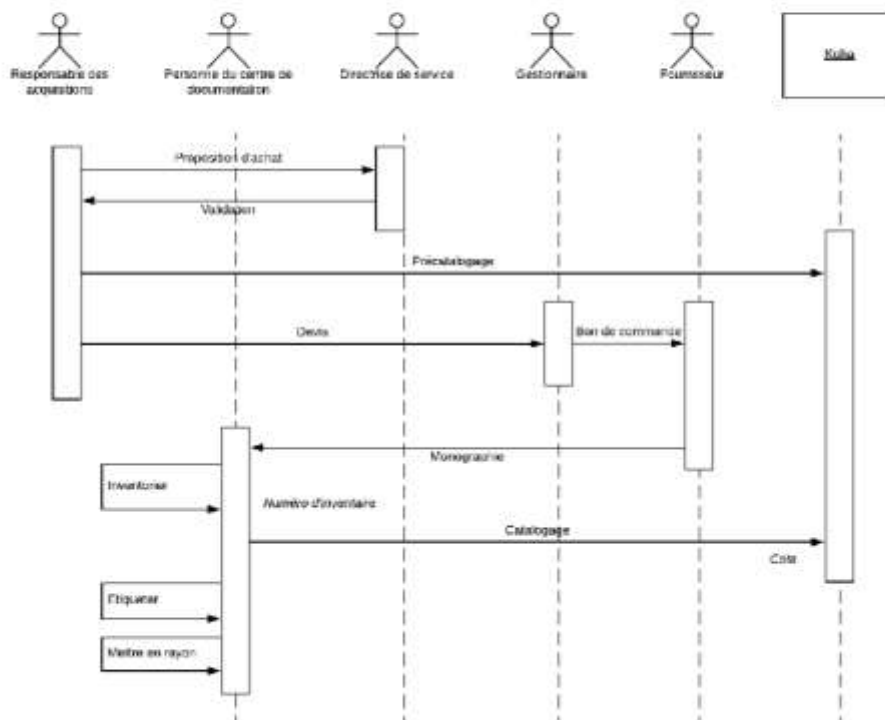 Responsable des
acquisitions
Personne du centre de
documentation
Directrice de service
Gestionnaire
Fournisseur
Koha
Proposition d'achat
Validation
Précatalogage
Devis
Bon de commande
Monographie
Inventorier
Numéro d'inventaire
Catalogage
Cote
Etiqueter
Mettre en rayon